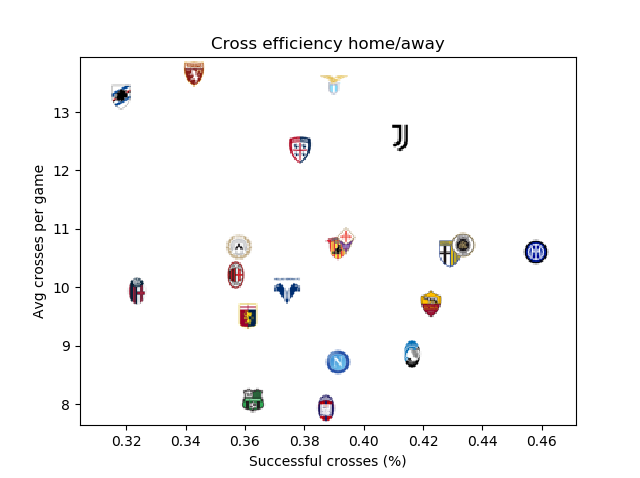 Cross efficiency home/away
Avg crosses per game
13
12
11
10
9
8
0.32 0.34 0.36 0.38 0.40 0.42 0.44 0.46
Successful crosses (%)
N